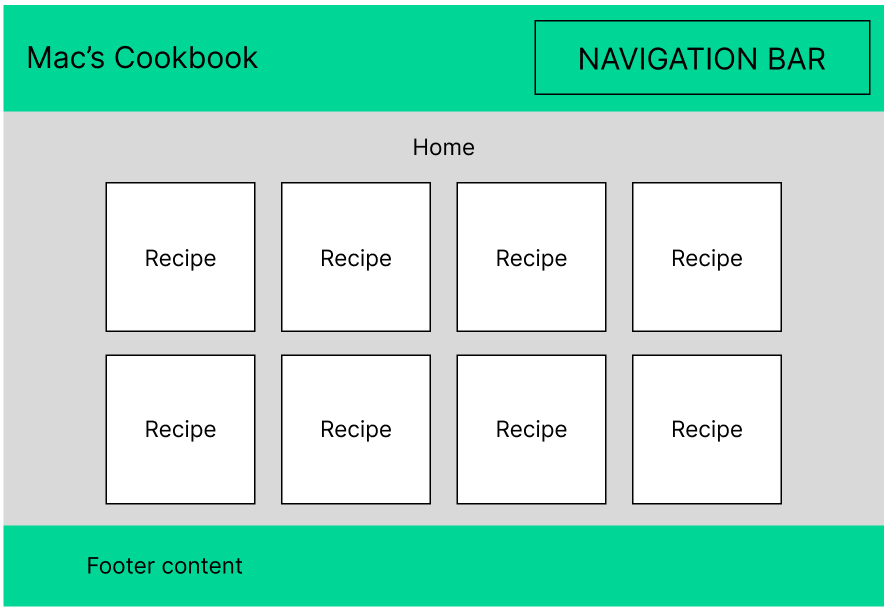 Mac’s Cookbook
NAVIGATION BAR
Home
Recipe
Recipe
Recipe
Recipe
Recipe
Recipe
Recipe
Recipe
Footer content